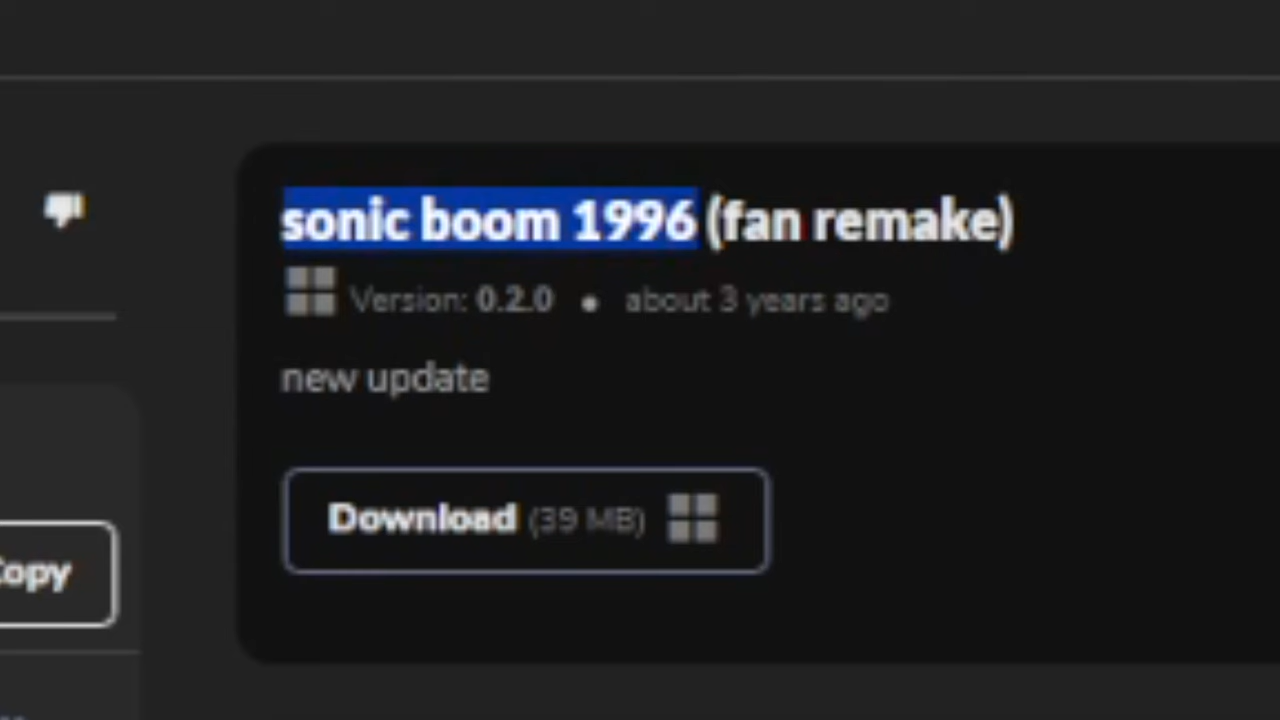 sonic boom 1996 (fan remake)
Version: 0.2.0 • about 3 years ago
new update
Download (39 MB)
Copy